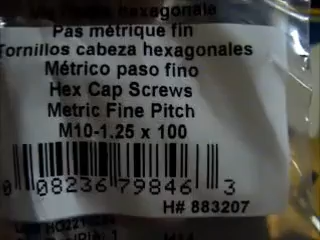 hexagonale
Pas métrique fin
Tornillos cabeza hexagonales
Métrico paso fino
Hex Cap Screws
Metric Fine Pitch
M10-1.25 x 100
0 08236 79846 3
H# 883207